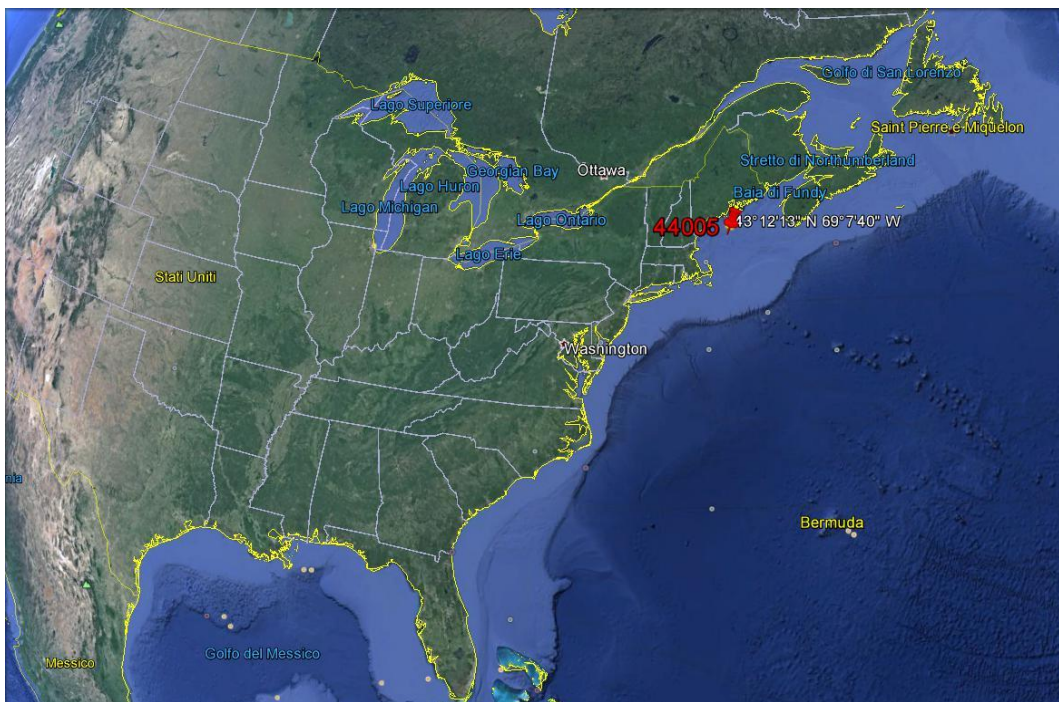 Golfo di San Lorenzo
Lago Superiore
Saint Pierre e Miquelon
Stretto di Northumberland
Georgian Bay
Ottawa
Lago Huron
Baia di Fundy
Lago Michigan
Lago Ontario
44005
43°12'13" N 69°7'40" W
Lago Erie
Stati Uniti
Washington
nia
Bermuda
Golfo del Messico
Messico